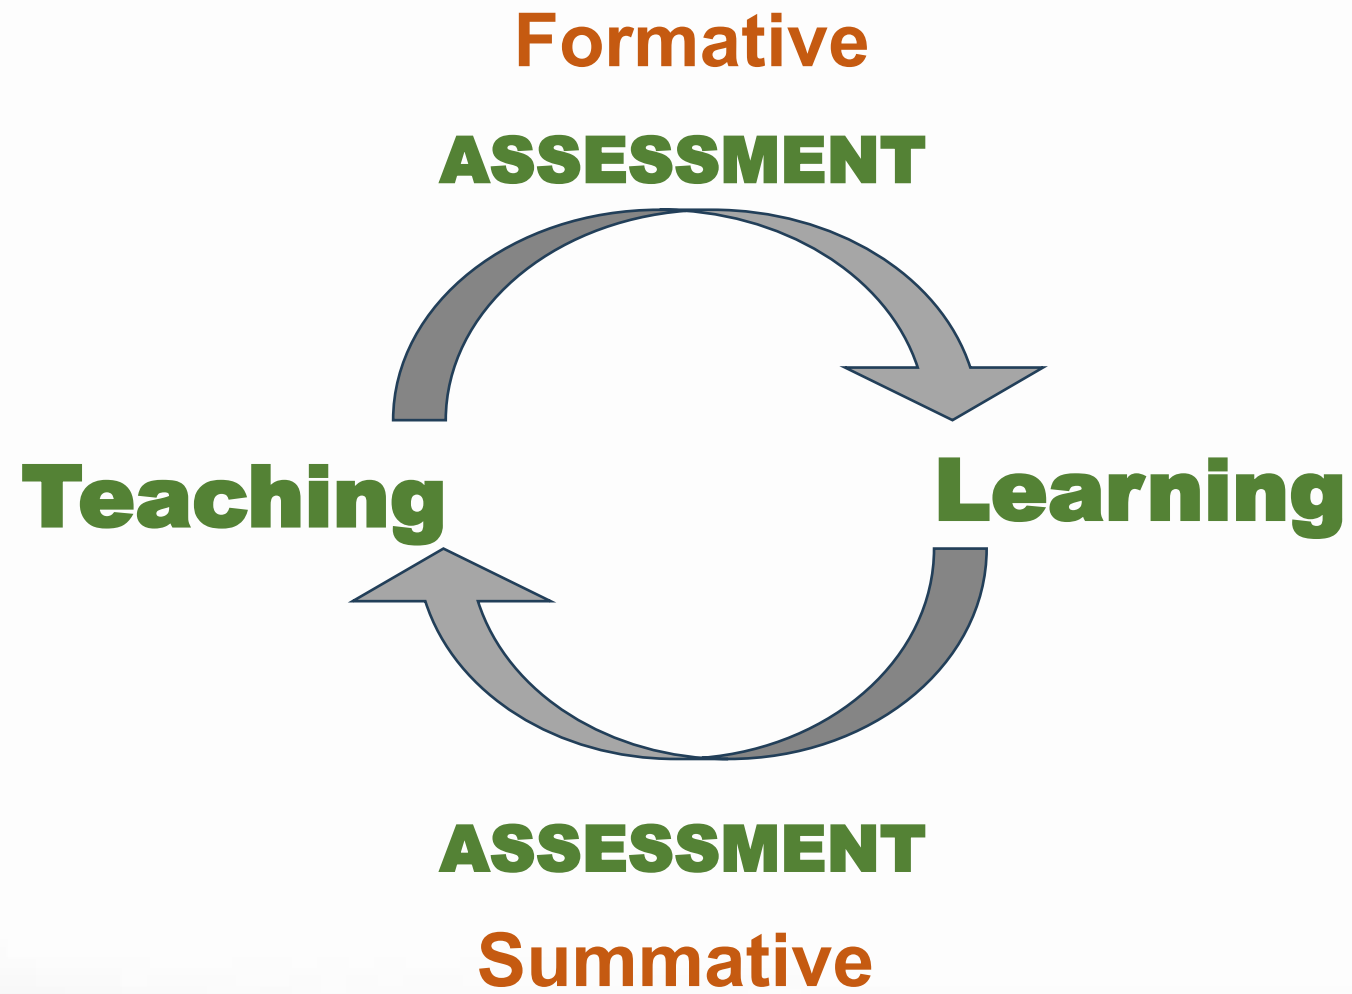 Formative
ASSESSMENT
Teaching
Learning
ASSESSMENT
Summative